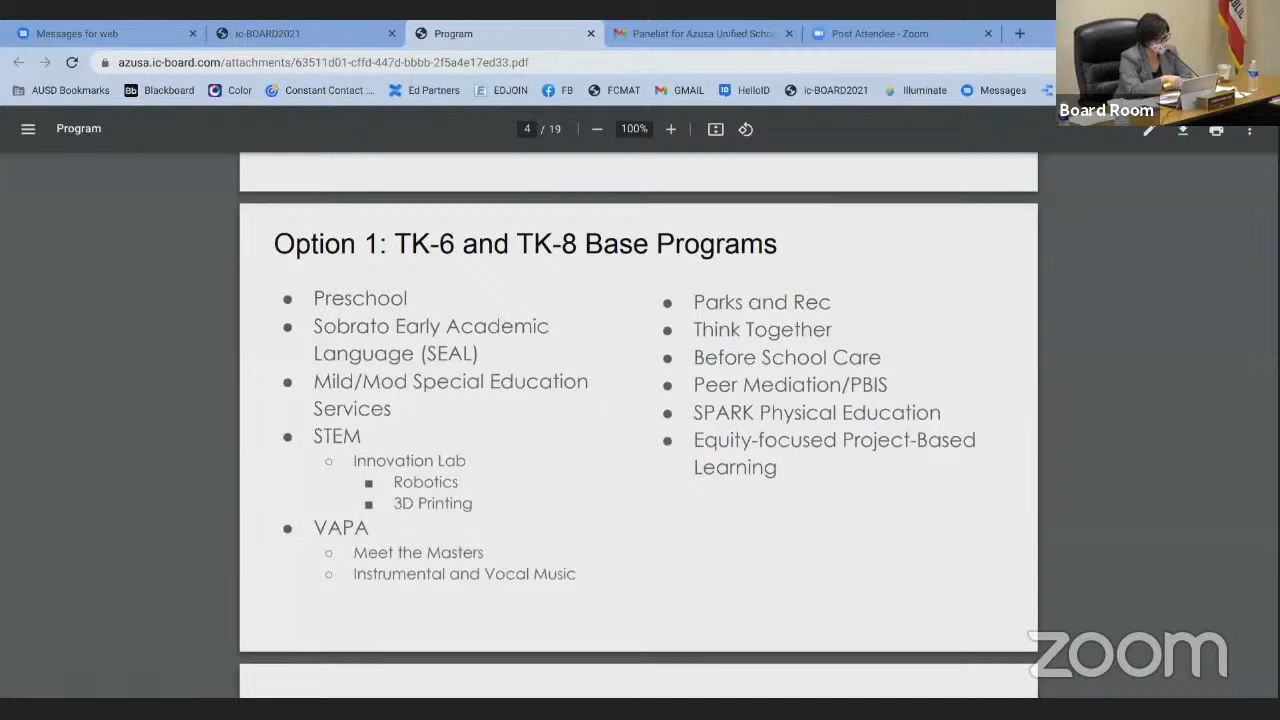 Messages for web
ic-BOARD2021
Program
Panelist for Azusa Unified Scho
Post Attendee - Zoom
azusa.ic-board.com/attachments/63511d01-cffd-447d-bbbb-2f5a4e17ed33.pdf
AUSD Bookmarks
Bb Blackboard
Color
Constant Contact ...
Ed Partners
EDJOIN
FB
FCMAT
GMAIL
ID HelloID
ic-BOARD2021
Illuminate
Messages
Board Room
Program
4 / 19
100%
Option 1: TK-6 and TK-8 Base Programs
Preschool
Sobrato Early Academic
Language (SEAL)
Mild/Mod Special Education
Services
STEM
Innovation Lab
Robotics
3D Printing
VAPA
Meet the Masters
Instrumental and Vocal Music
Parks and Rec
Think Together
Before School Care
Peer Mediation/PBIS
SPARK Physical Education
Equity-focused Project-Based
Learning
zoom